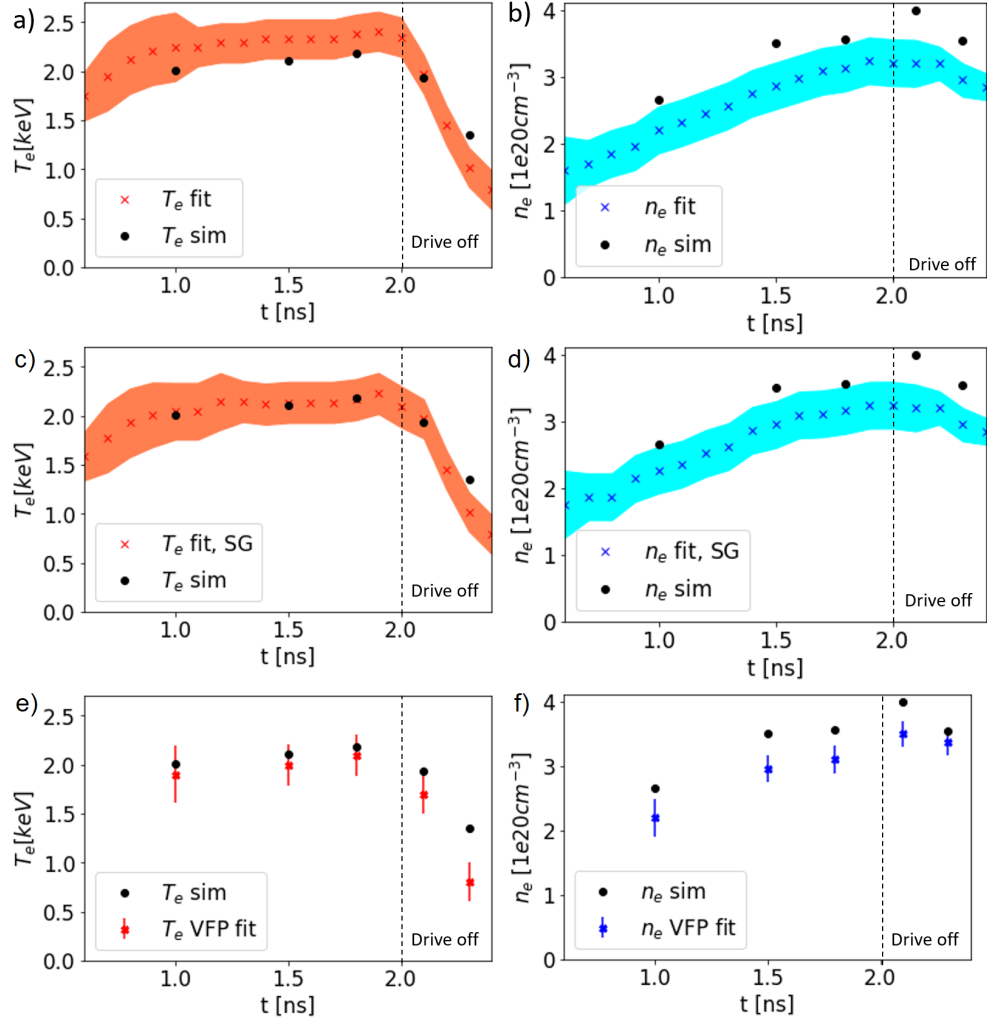 a)
T_e[keV]
2.5
2.0
1.5
1.0
0.5
0.0
T_e fit
T_e sim
Drive off
1.0 1.5 2.0
t [ns]
b)
n_e [1e20cm^{-3}]
4
3
2
1
0
n_e fit
n_e sim
Drive off
1.0 1.5 2.0
t [ns]
c)
T_e[keV]
2.5
2.0
1.5
1.0
0.5
0.0
T_e fit, SG
T_e sim
Drive off
1.0 1.5 2.0
t [ns]
d)
n_e [1e20cm^{-3}]
4
3
2
1
0
n_e fit, SG
n_e sim
Drive off
1.0 1.5 2.0
t [ns]
e)
T_e[keV]
2.5
2.0
1.5
1.0
0.5
0.0
T_e sim
T_e VFP fit
Drive off
1.0 1.5 2.0
t [ns]
f)
n_e [1e20cm^{-3}]
4
3
2
1
0
n_e sim
n_e VFP fit
Drive off
1.0 1.5 2.0
t [ns]